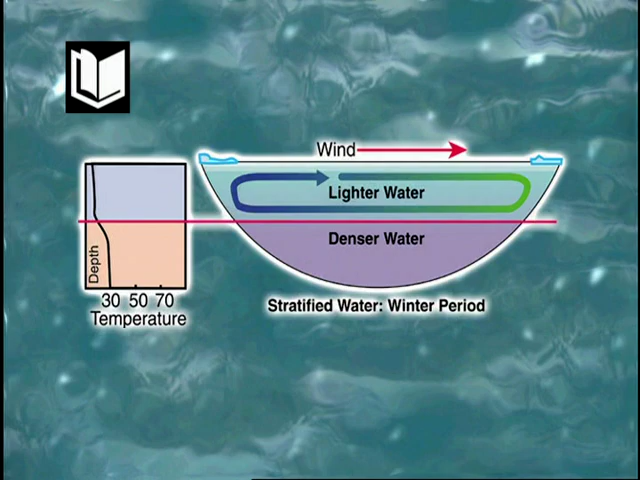 Wind
Lighter Water
Denser Water
Depth
30 50 70
Temperature
Stratified Water: Winter Period